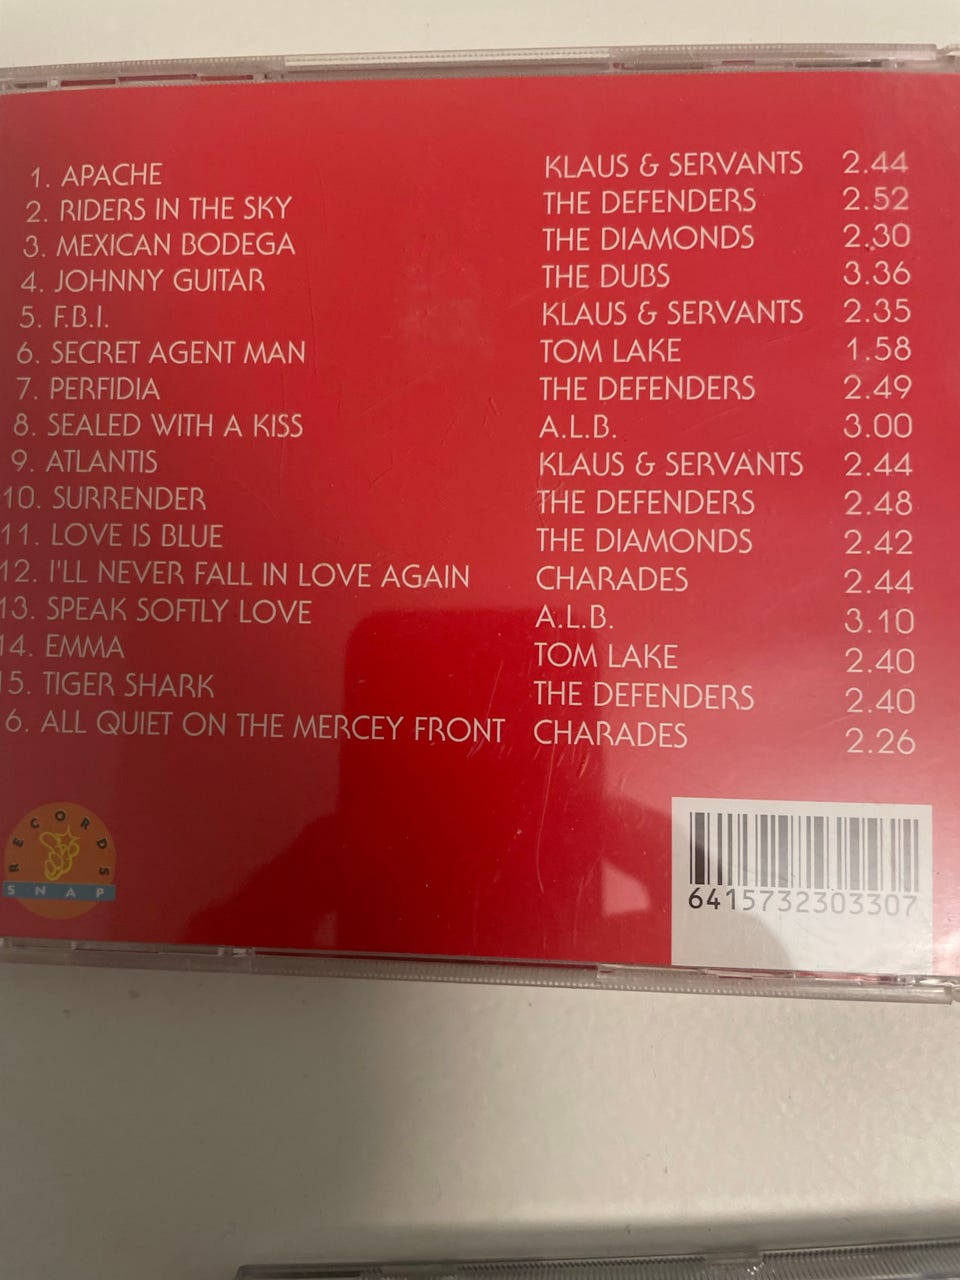 1. APACHE KLAUS & SERVANTS 2.44
2. RIDERS IN THE SKY THE DEFENDERS 2.52
3. MEXICAN BODEGA THE DIAMONDS 2.30
4. JOHNNY GUITAR THE DUBS 3.36
5. F.B.I. KLAUS & SERVANTS 2.35
6. SECRET AGENT MAN TOM LAKE 1.58
7. PERFIDIA THE DEFENDERS 2.49
8. SEALED WITH A KISS A.L.B. 3.00
9. ATLANTIS KLAUS & SERVANTS 2.44
10. SURRENDER THE DEFENDERS 2.48
11. LOVE IS BLUE THE DIAMONDS 2.42
12. I'LL NEVER FALL IN LOVE AGAIN CHARADES 2.44
13. SPEAK SOFTLY LOVE A.L.B. 3.10
14. EMMA TOM LAKE 2.40
15. TIGER SHARK THE DEFENDERS 2.40
6. ALL QUIET ON THE MERCEY FRONT CHARADES 2.26
RECORDS
SNAP
6415732303307